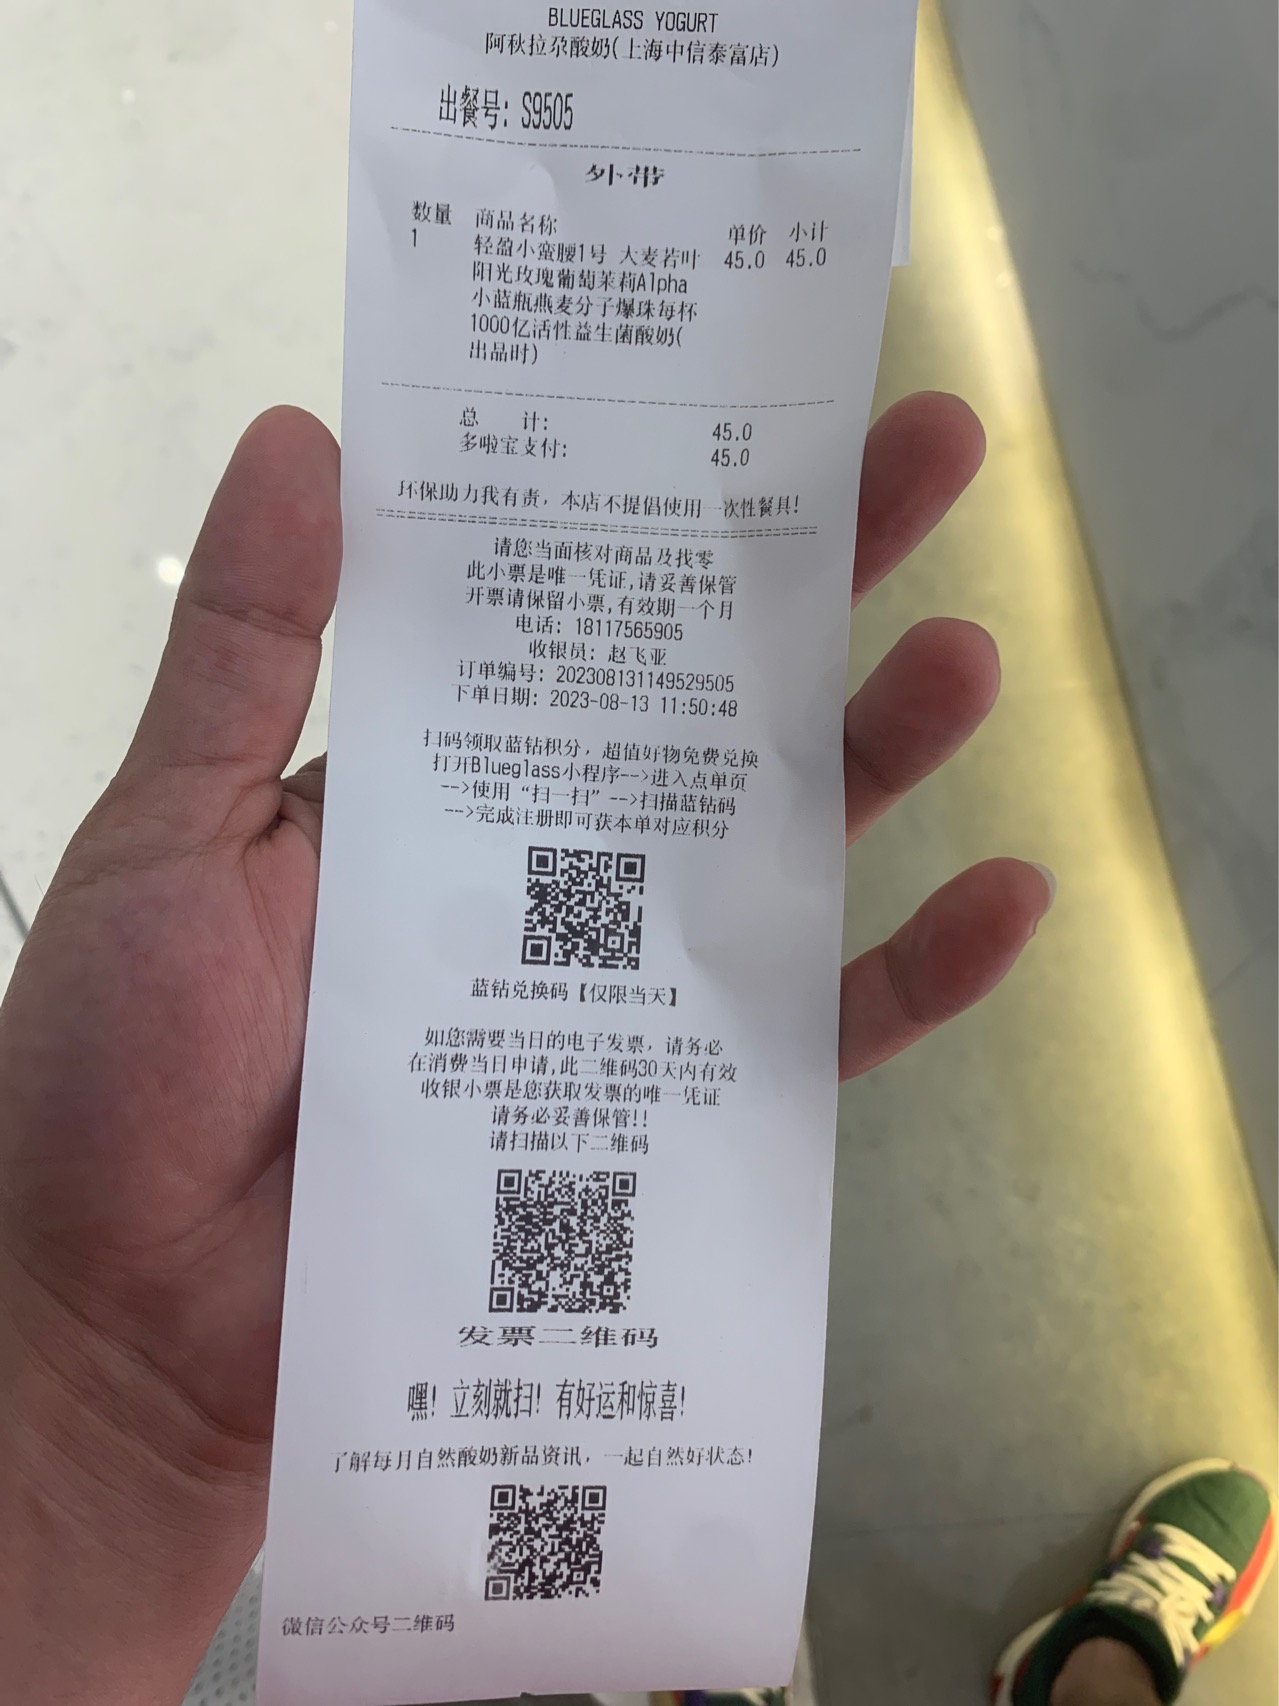 BLUEGLASS YOGURT
阿秋拉尕酸奶(上海中信泰富店)
出餐号: S9505
外带
数量 商品名称 单价 小计
1 轻盈小蛮腰1号 大麦若叶 45.0 45.0
阳光玫瑰葡萄茉莉Alpha
小蓝瓶燕麦分子爆珠每杯
1000亿活性益生菌酸奶(
出品时)
总 计: 45.0
多啦宝支付: 45.0
环保助力我有责, 本店不提倡使用一次性餐具!
请您当面核对商品及找零
此小票是唯一凭证,请妥善保管
开票请保留小票,有效期一个月
电话: 18117565905
收银员: 赵飞亚
订单编号: 202308131149529505
下单日期: 2023-08-13 11:50:48
扫码领取蓝钻积分, 超值好物免费兑换
打开Blueglass小程序-->进入点单页
-->使用“扫一扫”-->扫描蓝钻码
--->完成注册即可获本单对应积分
蓝钻兑换码【仅限当天】
如您需要当日的电子发票, 请务必
在消费当日申请,此二维码30天内有效
收银小票是您获取发票的唯一凭证
请务必妥善保管!!
请扫描以下二维码
发票二维码
嘿! 立刻就扫! 有好运和惊喜!
了解每月自然酸奶新品资讯, 一起自然好状态!
微信公众号二维码